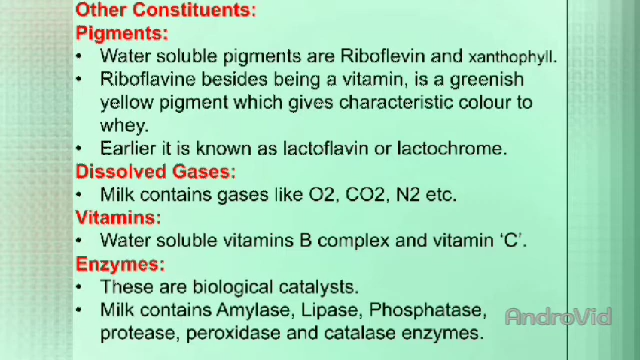 Other Constituents:
Pigments:
• Water soluble pigments are Riboflevin and xanthophyll.
• Riboflavine besides being a vitamin, is a greenish
yellow pigment which gives characteristic colour to
whey.
• Earlier it is known as lactoflavin or lactochrome.
Dissolved Gases:
• Milk contains gases like O2, CO2, N2 etc.
Vitamins:
• Water soluble vitamins B complex and vitamin ‘C’.
Enzymes:
• These are biological catalysts.
• Milk contains Amylase, Lipase, Phosphatase,
protease, peroxidase and catalase enzymes.
AndroVid